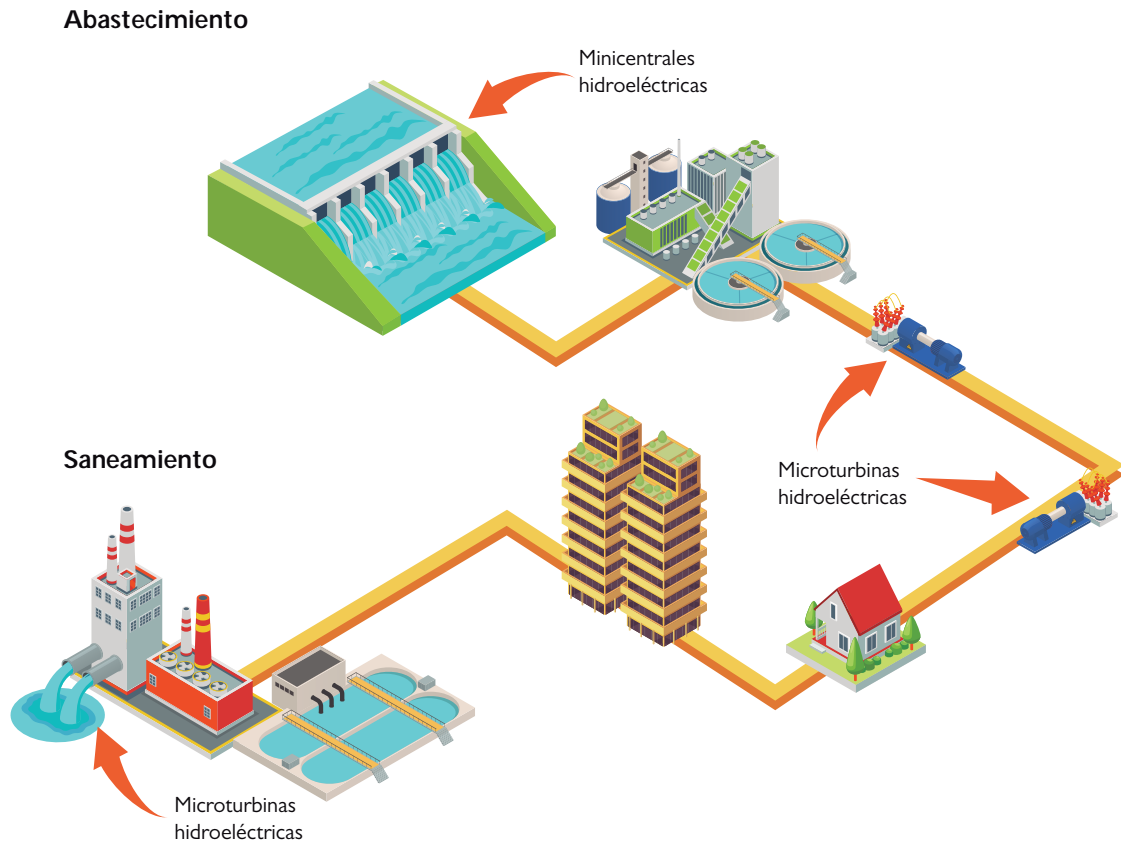 Abastecimiento
Minicentrales
hidroeléctricas
Saneamiento
Microturbinas
hidroeléctricas
Microturbinas
hidroeléctricas